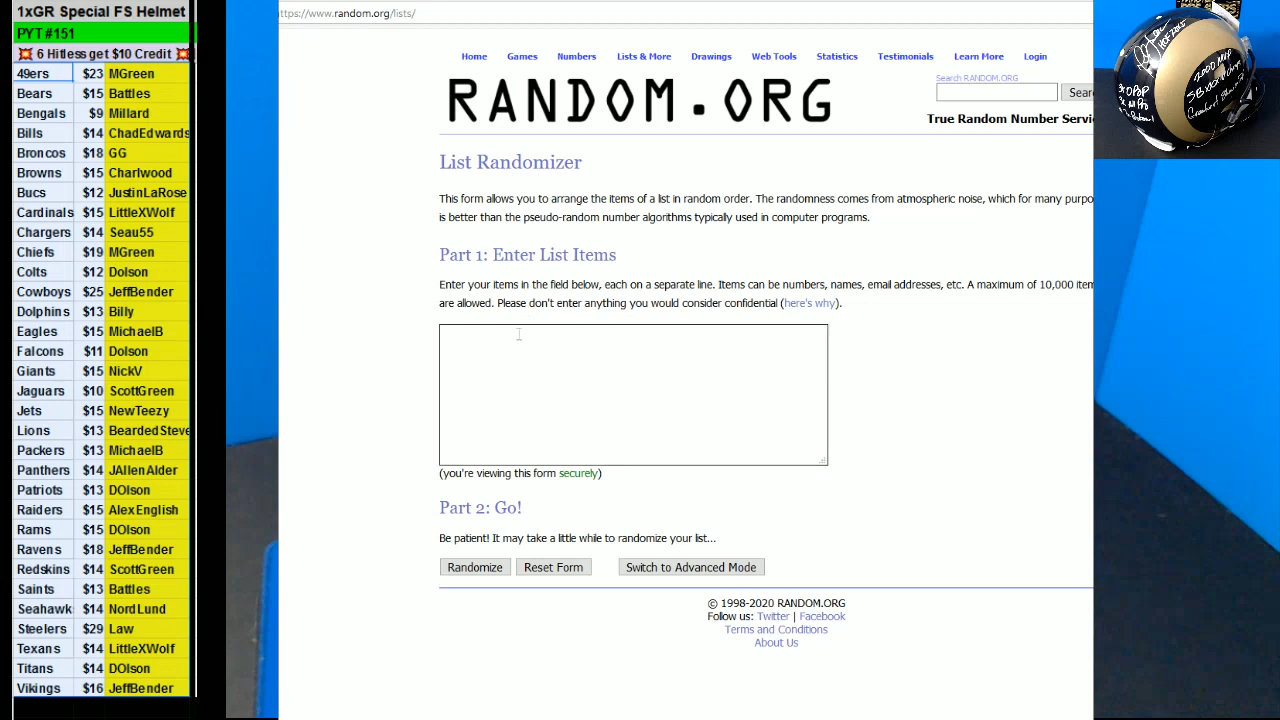 1xGR Special FS Helmet
PYT #151
💥 6 Hitless get $10 Credit 💥
49ers $23 MGreen
Bears $15 Battles
Bengals $9 Millard
Bills $14 ChadEdwards
Broncos $18 GG
Browns $15 Charlwood
Bucs $12 JustinLaRose
Cardinals $15 LittleXWolf
Chargers $14 Seau55
Chiefs $19 MGreen
Colts $12 Dolson
Cowboys $25 JeffBender
Dolphins $13 Billy
Eagles $15 MichaelB
Falcons $11 Dolson
Giants $15 NickV
Jaguars $10 ScottGreen
Jets $15 NewTeezy
Lions $13 BeardedSteve
Packers $13 MichaelB
Panthers $14 JAllenAlder
Patriots $13 DOlson
Raiders $15 AlexEnglish
Rams $15 DOlson
Ravens $18 JeffBender
Redskins $14 ScottGreen
Saints $13 Battles
Seahawk $14 NordLund
Steelers $29 Law
Texans $14 LittleXWolf
Titans $14 DOlson
Vikings $16 JeffBender
https://www.random.org/lists/
Home Games Numbers Lists & More Drawings Web Tools Statistics Testimonials Learn More Login
RANDOM.ORG
Search RANDOM.ORG
Sear
True Random Number Servi
List Randomizer
This form allows you to arrange the items of a list in random order. The randomness comes from atmospheric noise, which for many purpo
is better than the pseudo-random number algorithms typically used in computer programs.
Part 1: Enter List Items
Enter your items in the field below, each on a separate line. Items can be numbers, names, email addresses, etc. A maximum of 10,000 item
are allowed. Please don't enter anything you would consider confidential (here's why).
(you're viewing this form securely)
Part 2: Go!
Be patient! It may take a little while to randomize your list...
Randomize Reset Form Switch to Advanced Mode
© 1998-2020 RANDOM.ORG
Follow us: Twitter | Facebook
Terms and Conditions
About Us